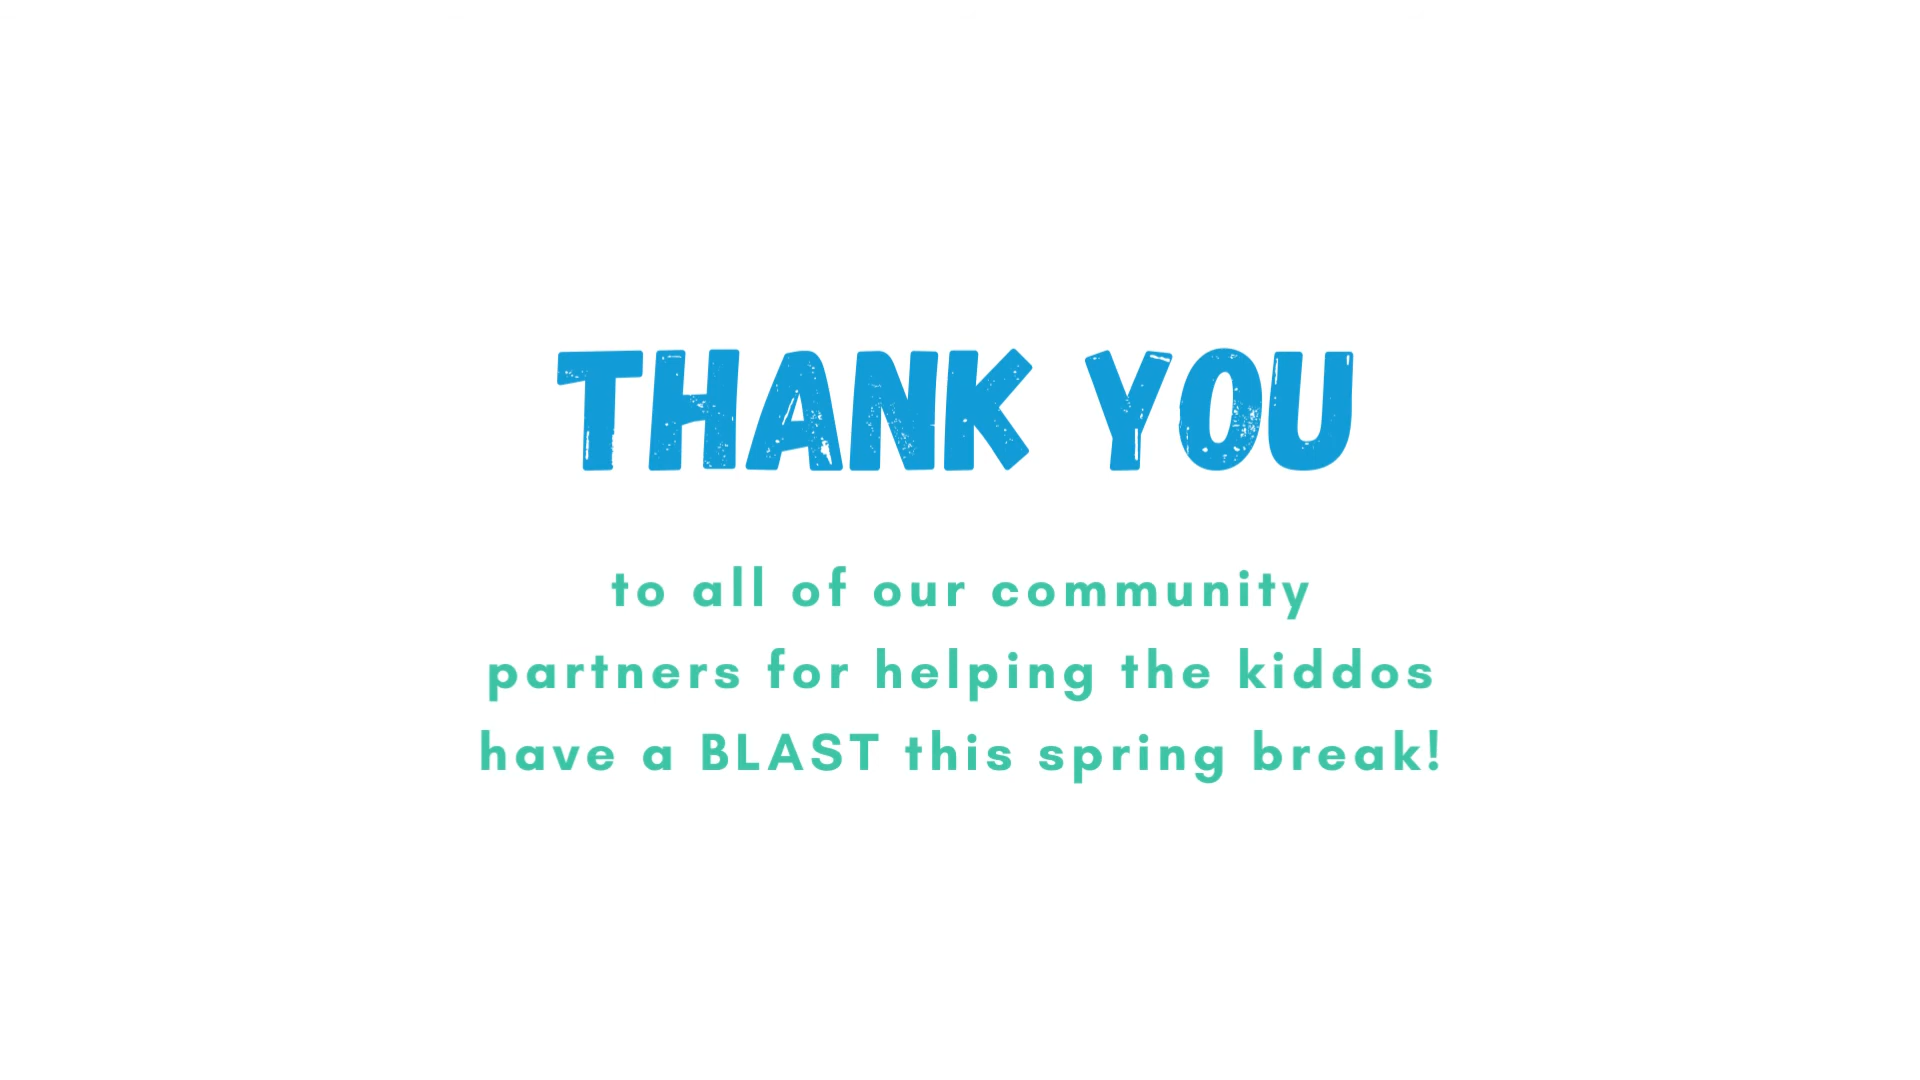 THANK YOU
to all of our community
partners for helping the kiddos
have a BLAST this spring break!